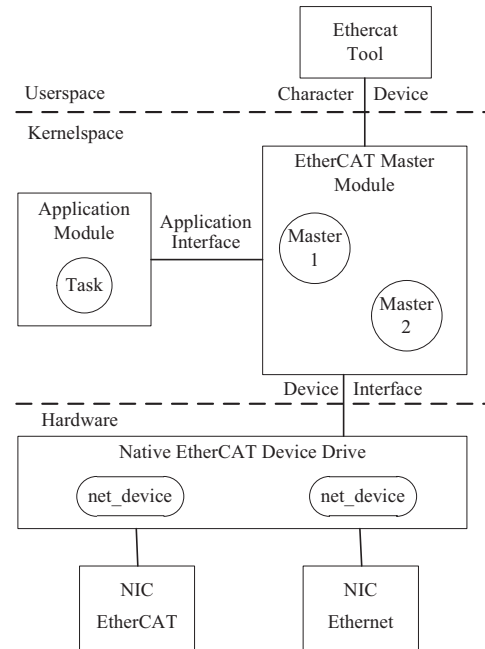 Ethercat
Tool
Userspace
Character Device
Kernelspace
EtherCAT Master
Module
Application
Module
Application
Interface
Master
1
Task
Master
2
Device Interface
Hardware
Native EtherCAT Device Drive
net_device
net_device
NIC
EtherCAT
NIC
Ethernet